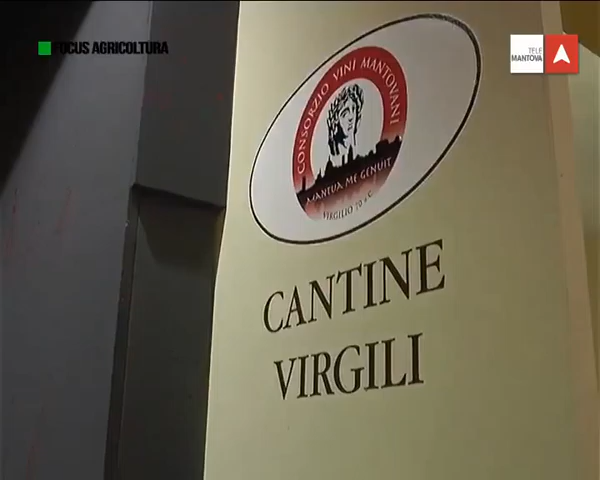 FOCUS AGRICOLTURA
TELE
MANTOVA
CONSORZIO VINI MANTOVANI
MANTUA ME GENUIT
VIRGILIO 70 a.C.
CANTINE
VIRGILI